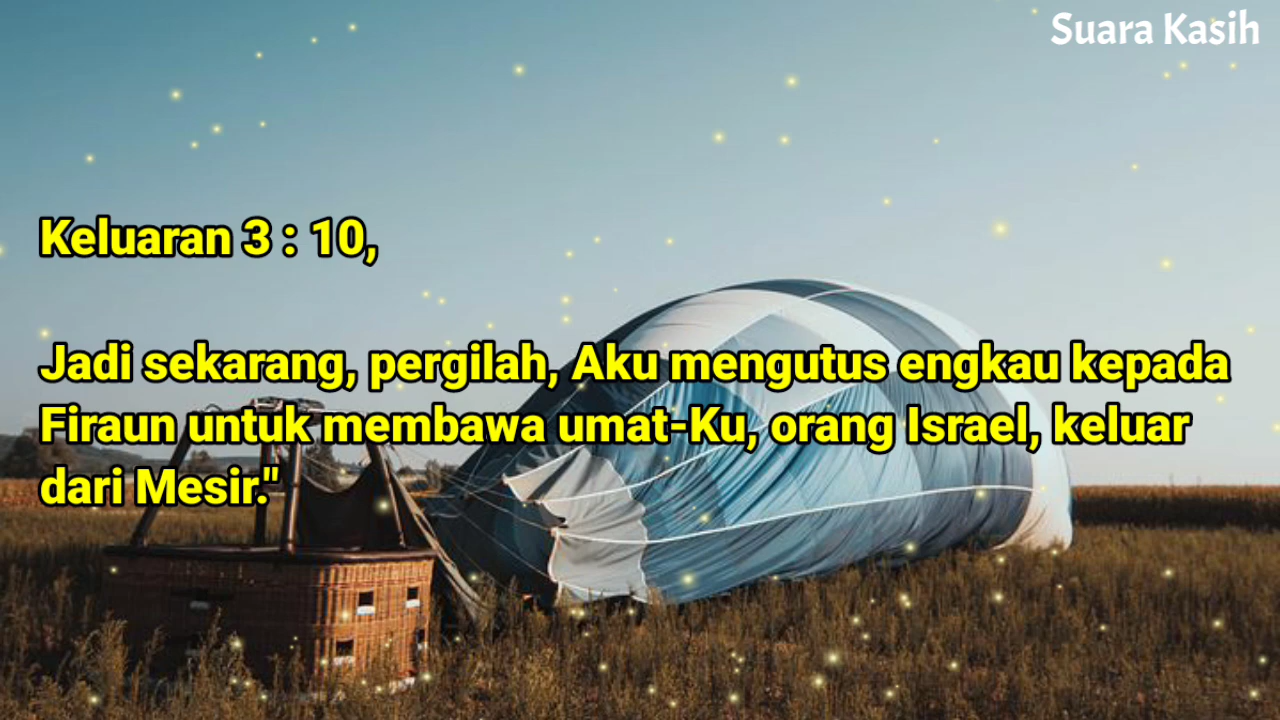 Suara Kasih
Keluaran 3 : 10,
Jadi sekarang, pergilah, Aku mengutus engkau kepada
Firaun untuk membawa umat-Ku, orang Israel, keluar
dari Mesir."